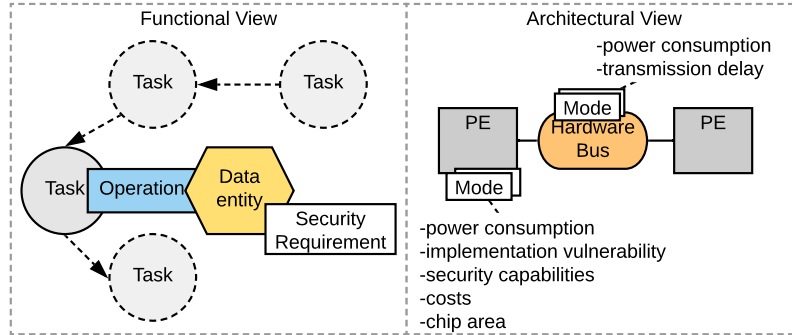 Functional View
Task
Task
Task
Operation
Data
entity
Security
Requirement
Task
Architectural View
-power consumption
-transmission delay
Mode
PE
Hardware
Bus
PE
Mode
-power consumption
-implementation vulnerability
-security capabilities
-costs
-chip area